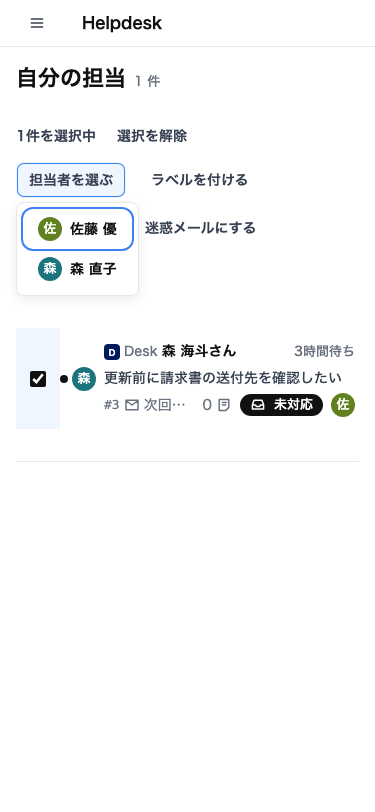 Helpdesk
自分の担当 1 件
1件を選択中 選択を解除
担当者を選ぶ ラベルを付ける
佐 佐藤 優
迷惑メールにする
森 森 直子
D Desk 森 海斗さん 3時間待ち
森 更新前に請求書の送付先を確認したい
#3 次回… 0 未対応 佐